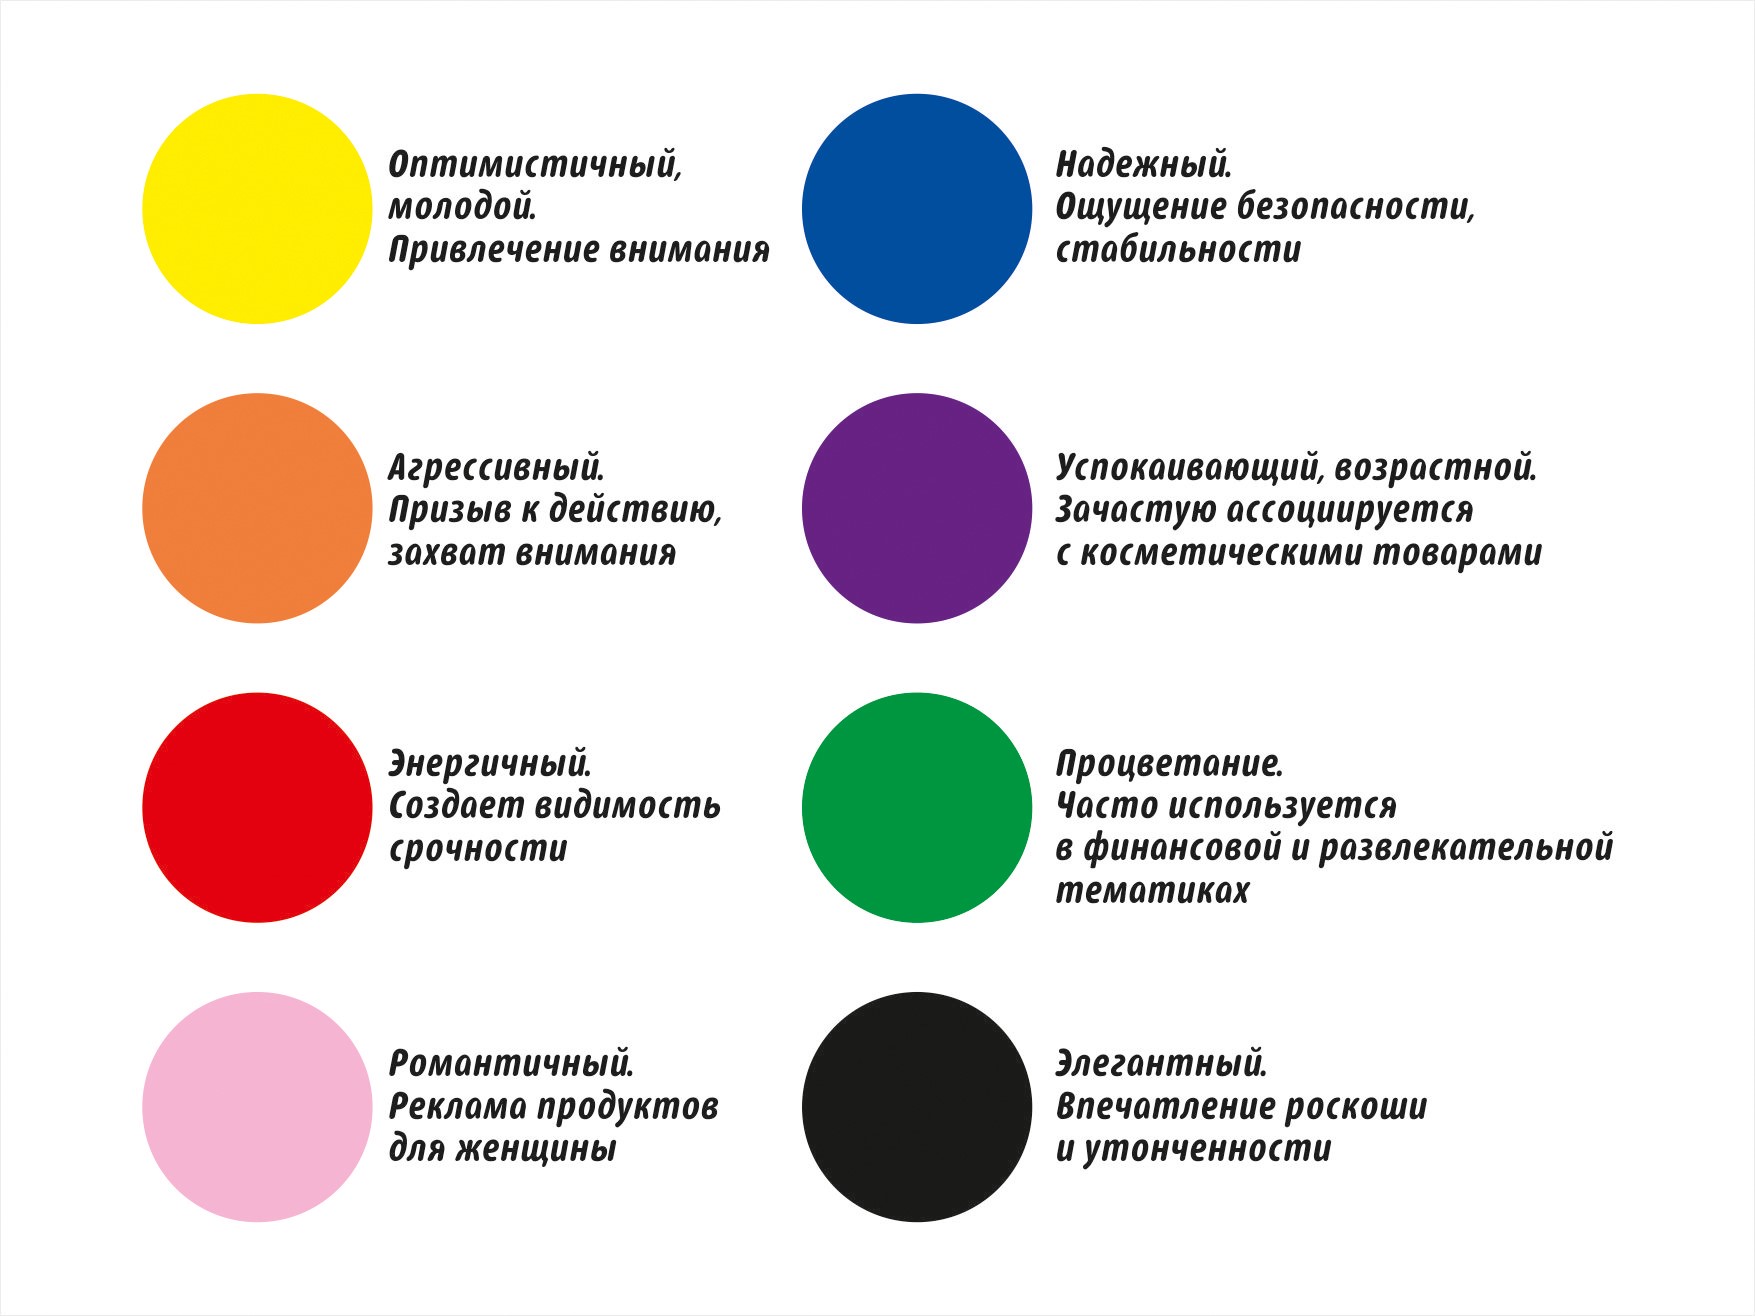 Оптимистичный,
молодой.
Привлечение внимания
Надежный.
Ощущение безопасности,
стабильности
Агрессивный.
Призыв к действию,
захват внимания
Успокаивающий, возрастной.
Зачастую ассоциируется
с косметическими товарами
Энергичный.
Создает видимость
срочности
Процветание.
Часто используется
в финансовой и развлекательной
тематиках
Романтичный.
Реклама продуктов
для женщины
Элегантный.
Впечатление роскоши
и утонченности